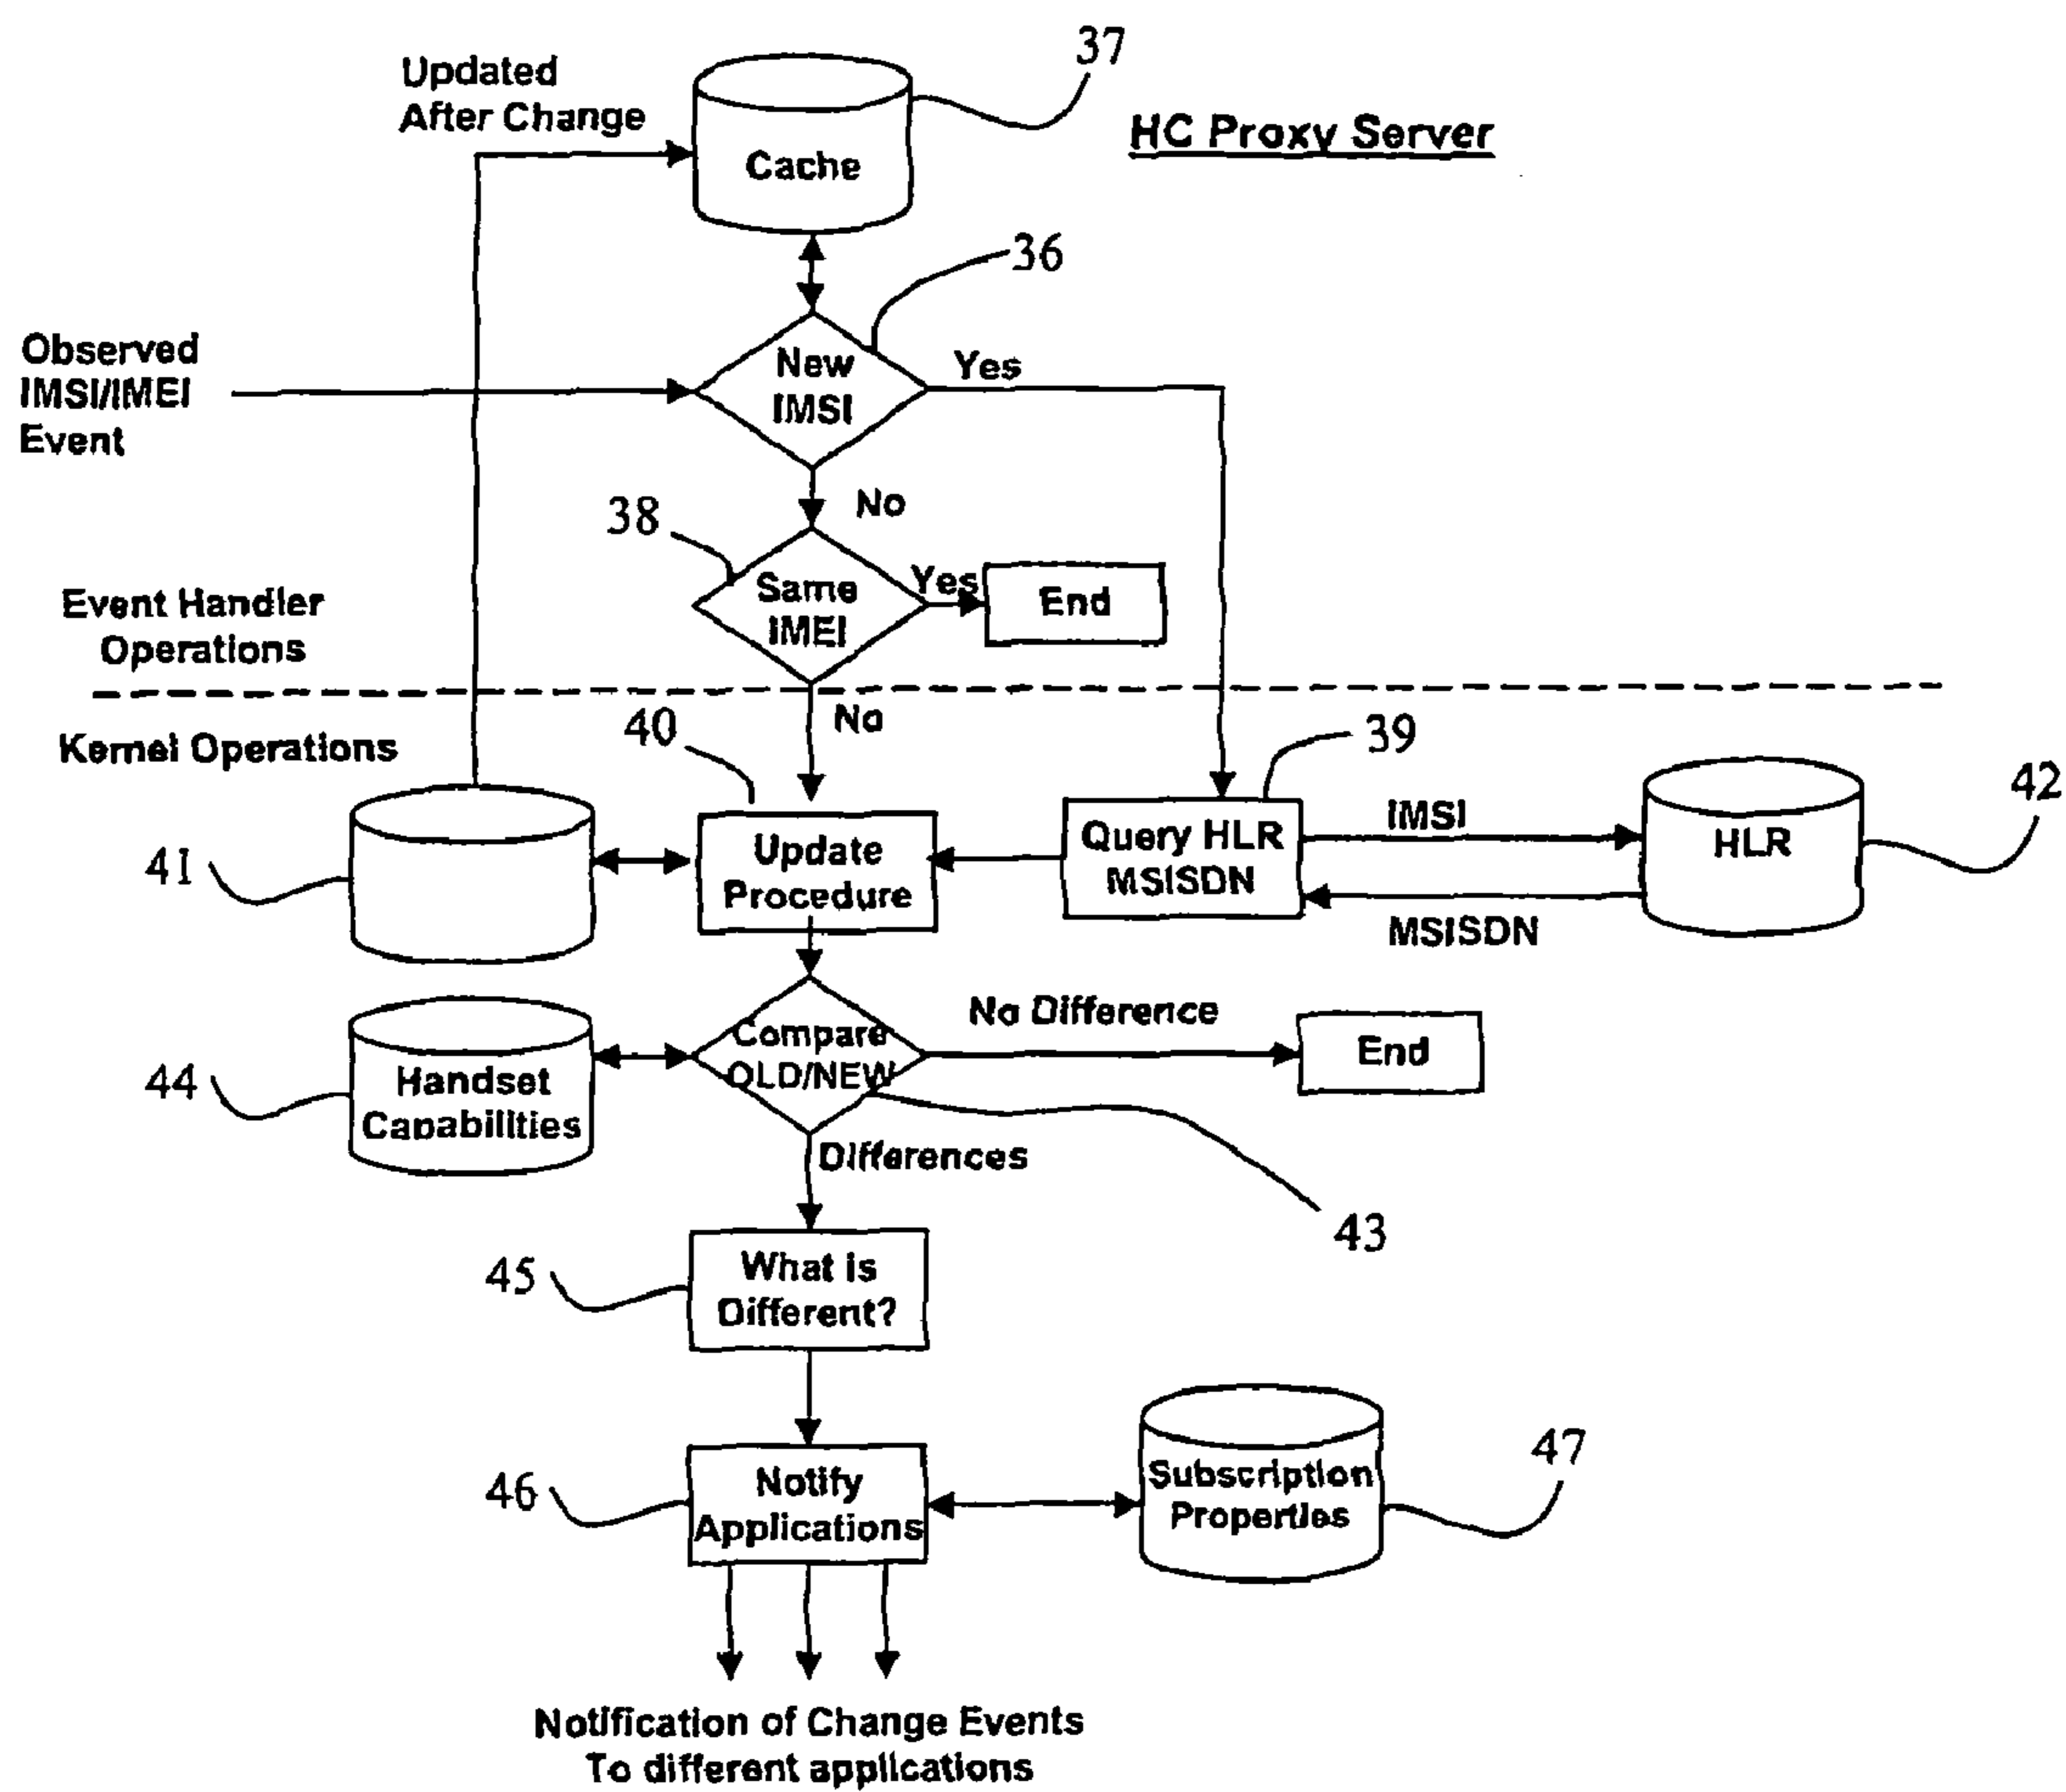 37
Updated
After Change
HC Proxy Server
Cache
36
Observed
IMSI/IMEI
Event
New
IMSI
Yes
No
38
Same
IMEI
Yes
End
Event Handler
Operations
No
Kernel Operations
40
39
42
41
Update
Procedure
Query HLR
MSISDN
IMSI
MSISDN
HLR
44
Handset
Capabilities
Compare
OLD/NEW
No Difference
End
Differences
43
45
What is
Different?
46
Notify
Applications
Subscription
Properties
47
Notification of Change Events
To different applications